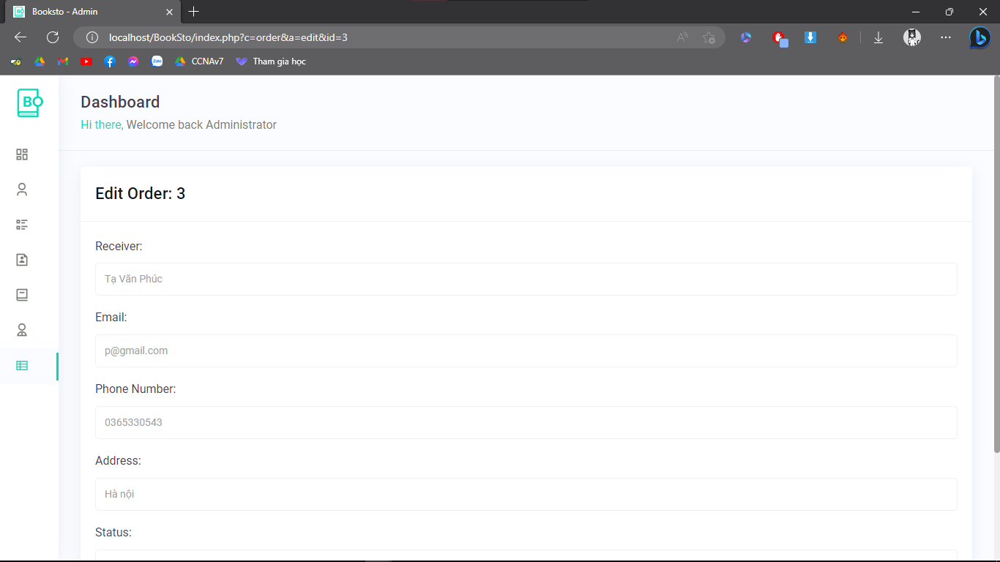 Booksto - Admin
localhost/BookSto/index.php?c=order&a=edit&id=3
Zalo
CCNAv7
Tham gia học
BO
Dashboard
Hi there, Welcome back Administrator
Edit Order: 3
Receiver:
Tạ Văn Phúc
Email:
p@gmail.com
Phone Number:
0365330543
Address:
Hà nội
Status: